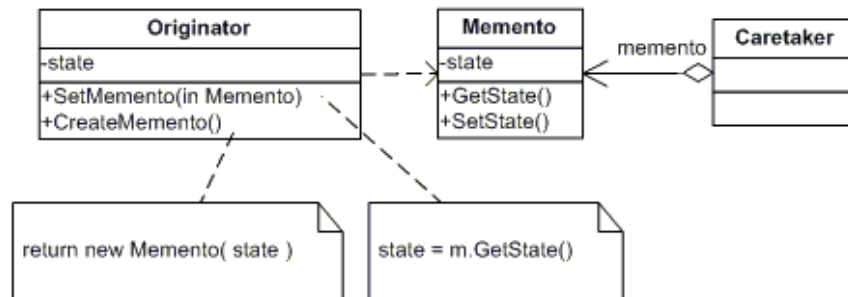 Originator
-state
+SetMemento(in Memento)
+CreateMemento()
Memento
-state
+GetState()
+SetState()
memento
Caretaker
return new Memento( state )
state = m.GetState()